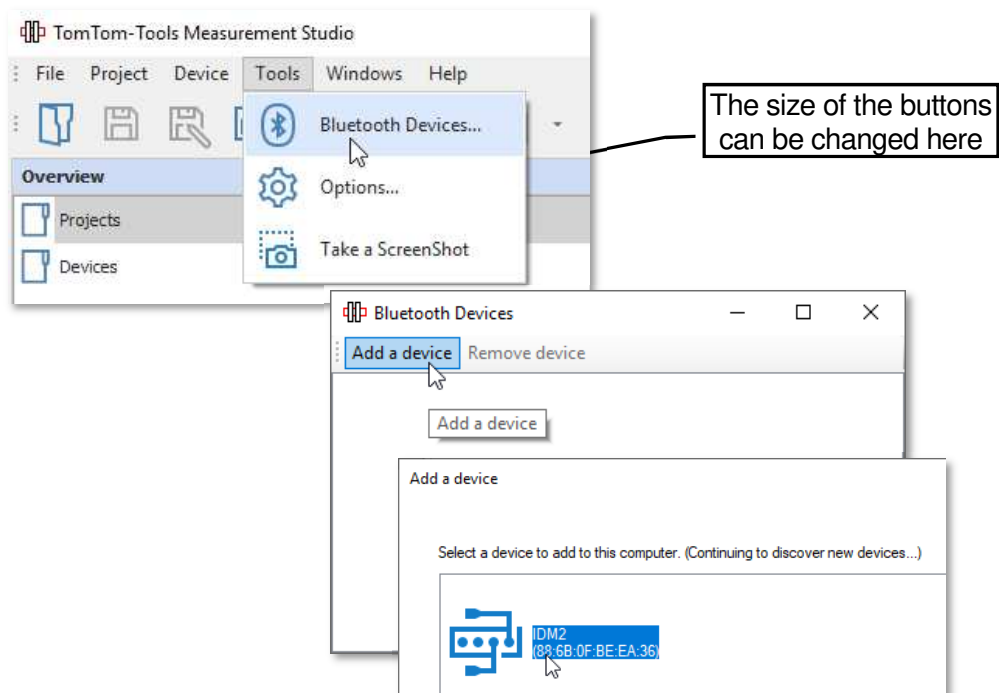 TomTom-Tools Measurement Studio
File Project Device Tools Windows Help
Bluetooth Devices...
The size of the buttons
can be changed here
Overview
Options...
Projects
Take a ScreenShot
Devices
Bluetooth Devices
Add a device Remove device
Add a device
Add a device
Select a device to add to this computer. (Continuing to discover new devices...)
IDM2
(88:6B:0F:BE:EA:36)